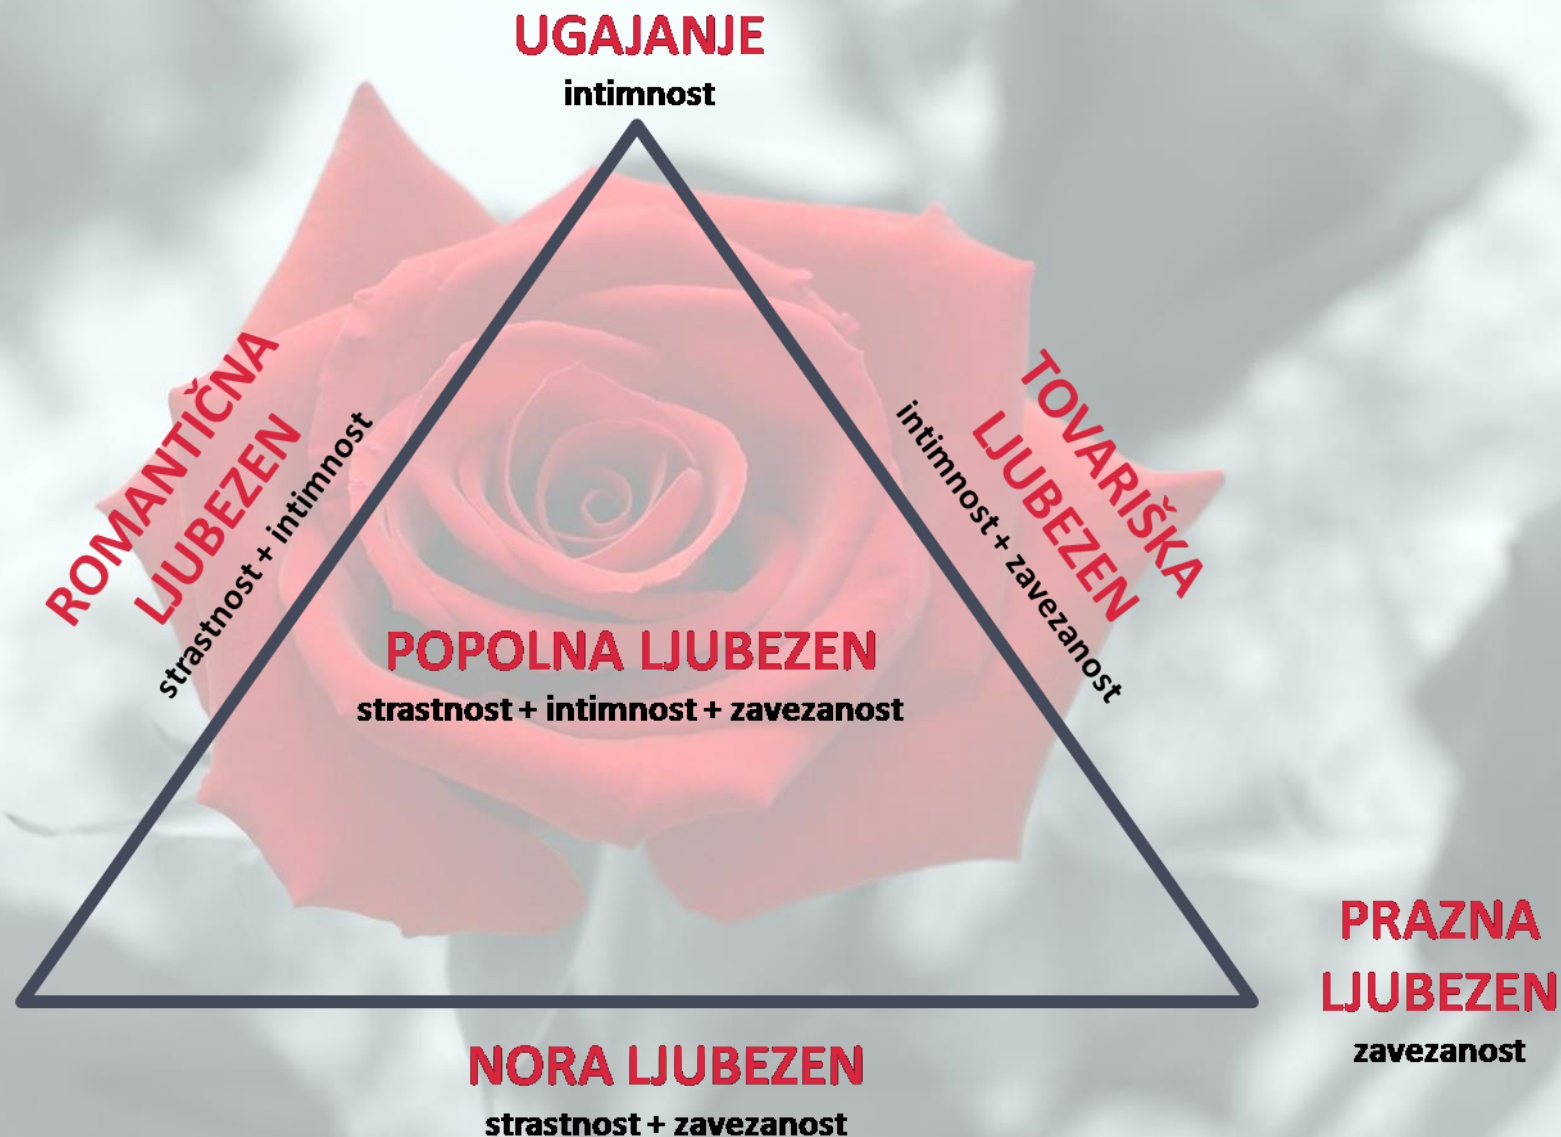 UGAJANJE
intimnost
ROMANTIČNA
LJUBEZEN
strastnost + intimnost
TOVARIŠKA
LJUBEZEN
intimnost + zavezanost
POPOLNA LJUBEZEN
strastnost + intimnost + zavezanost
PRAZNA
LJUBEZEN
zavezanost
NORA LJUBEZEN
strastnost + zavezanost